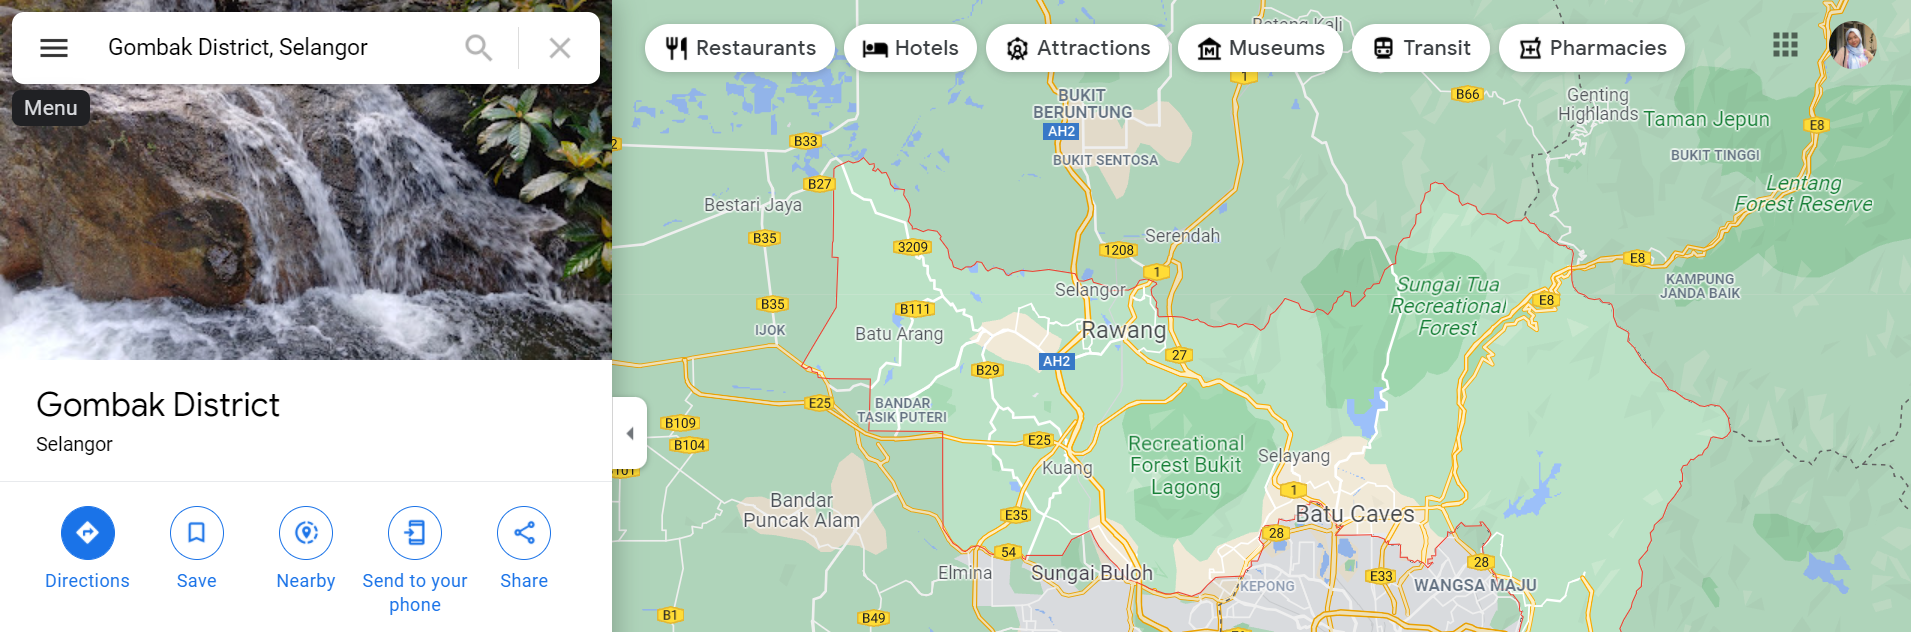 Gombak District, Selangor
Menu
Gombak District
Selangor
Directions
Save
Nearby
Send to your
phone
Share
Restaurants
Hotels
Attractions
Museums
Transit
Pharmacies
Batang Kali
1
B66
BUKIT
BERUNTUNG
AH2
BUKIT SENTOSA
Genting
Highlands
Taman Jepun
E8
BUKIT TINGGI
B33
B27
Bestari Jaya
Lentang
Forest Reserve
B35
3209
1208
Serendah
1
E8
KAMPUNG
JANDA BAIK
Selangor
Sungai Tua
Recreational
Forest
E8
B35
IJOK
B111
Batu Arang
Rawang
AH2
27
B29
E25
BANDAR
TASIK PUTERI
B109
B104
B101
E25
Kuang
Recreational
Forest Bukit
Lagong
Selayang
1
Bandar
Puncak Alam
E35
Batu Caves
28
54
Elmina
Sungai Buloh
KEPONG
E33
28
WANGSA MAJU
B1
B49